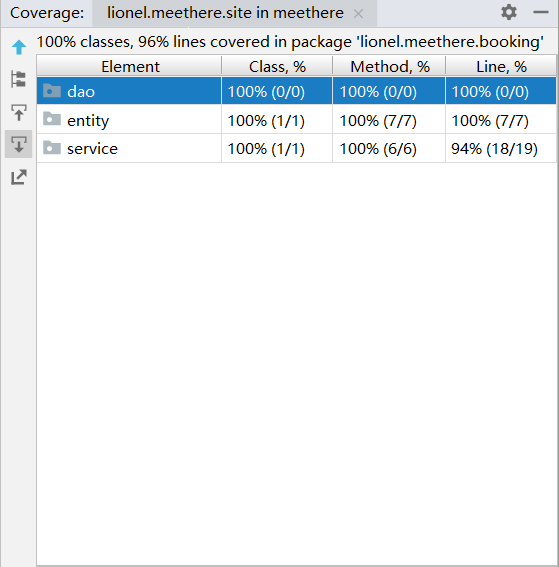 Coverage: lionel.meethere.site in meethere
100% classes, 96% lines covered in package 'lionel.meethere.booking'
Element Class, % Method, % Line, %
dao 100% (0/0) 100% (0/0) 100% (0/0)
entity 100% (1/1) 100% (7/7) 100% (7/7)
service 100% (1/1) 100% (6/6) 94% (18/19)